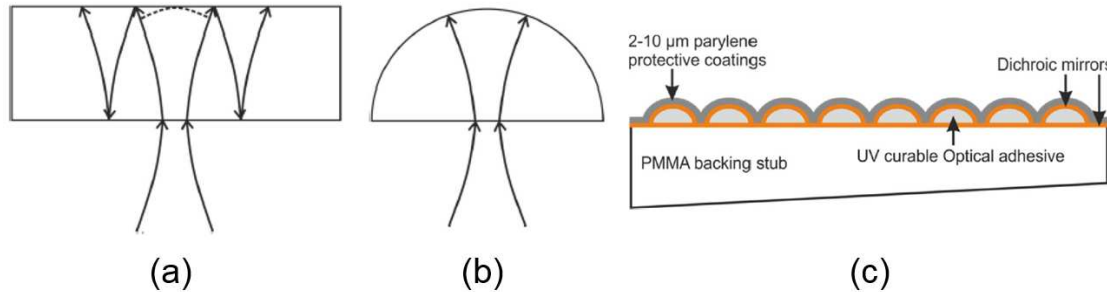 2-10 µm parylene
protective coatings
Dichroic mirrors
UV curable Optical adhesive
PMMA backing stub
(a)
(b)
(c)